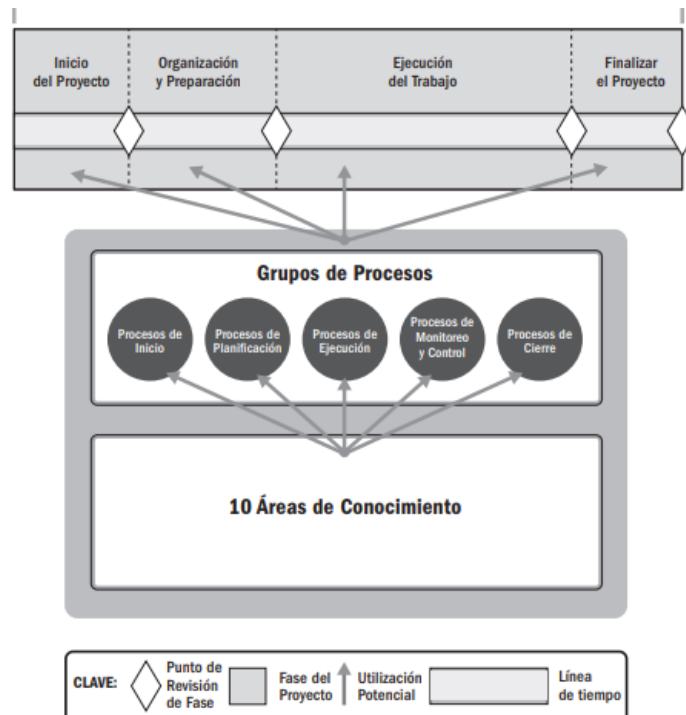 Inicio
del Proyecto
Organización
y Preparación
Ejecución
del Trabajo
Finalizar
el Proyecto
Grupos de Procesos
Procesos de
Inicio
Procesos de
Planificación
Procesos de
Ejecución
Procesos de
Monitoreo
y Control
Procesos de
Cierre
10 Áreas de Conocimiento
CLAVE:
Punto de
Revisión
de Fase
Fase del
Proyecto
Utilización
Potencial
Línea
de tiempo